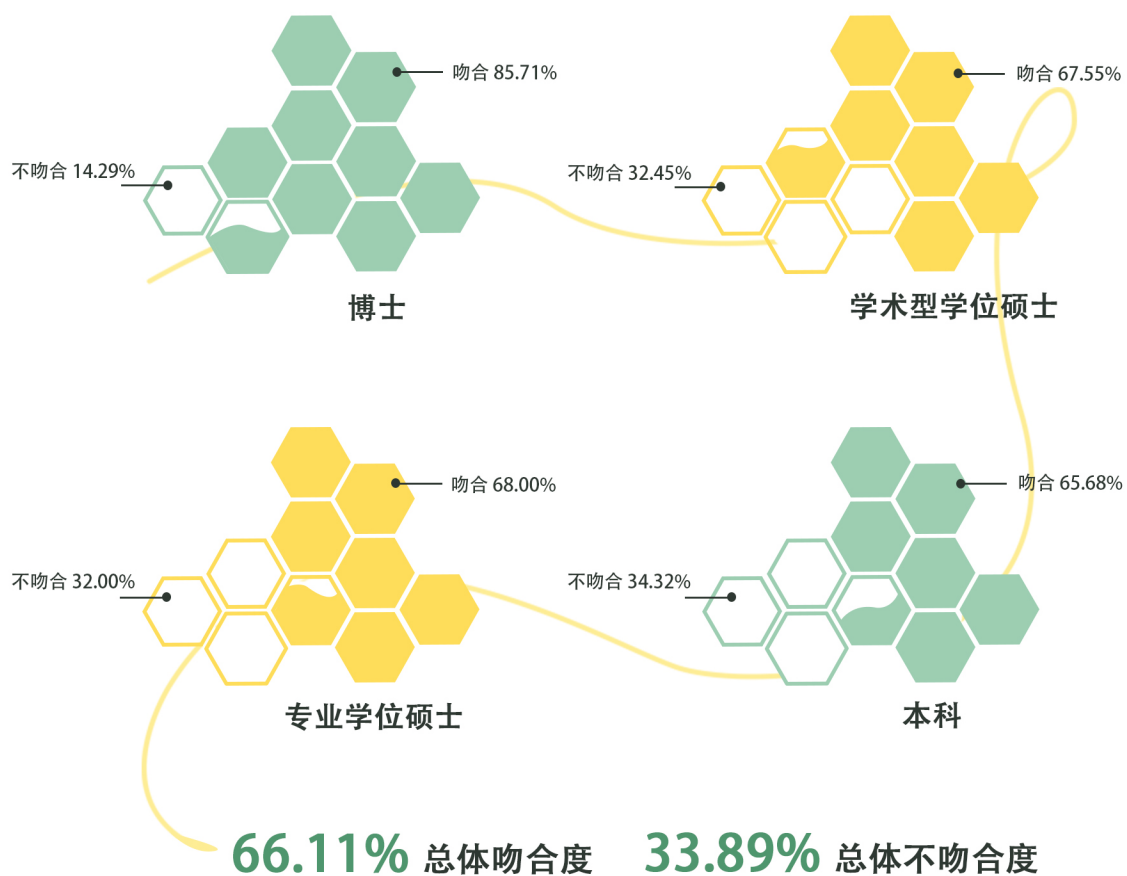 吻合 85.71%
不吻合 14.29%
博士
吻合 67.55%
不吻合 32.45%
学术型学位硕士
吻合 68.00%
不吻合 32.00%
专业学位硕士
吻合 65.68%
不吻合 34.32%
本科
66.11% 总体吻合度
33.89% 总体不吻合度